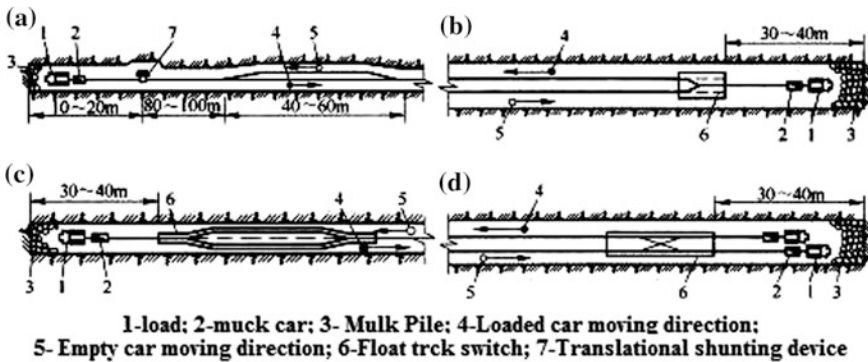 (a)
1 2 7 5
3
4
10~20m 80~100m 40~60m
(b)
30~40m
4
5
6 2 1 3
(c)
30~40m
6 4 5
3 1 2
(d)
30~40m
4
5
6 2 1 3
1-load; 2-muck car; 3- Mulk Pile; 4-Loaded car moving direction;
5- Empty car moving direction; 6-Float trck switch; 7-Translational shunting device